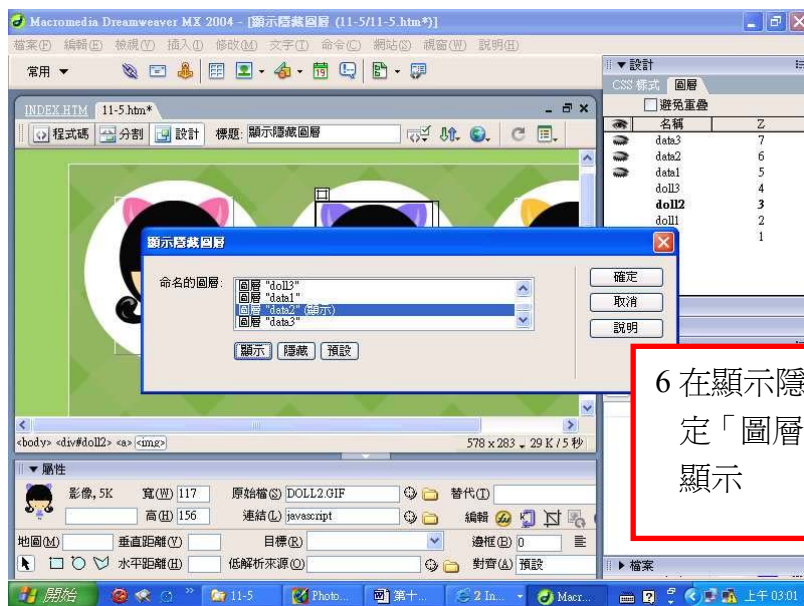 Macromedia Dreamweaver MX 2004 - [顯示隱藏圖層 (11-5/11-5.htm*)]
檔案(F) 編輯(E) 檢視(V) 插入(I) 修改(M) 文字(T) 命令(C) 網站(S) 視窗(W) 說明(H)
常用
設計
CSS 樣式 圖層
避免重疊
名稱 Z
data3 7
data2 6
data1 5
doll3 4
doll2 3
doll1 2
1
INDEX.HTM 11-5.htm*
程式碼 分割 設計 標題: 顯示隱藏圖層
顯示隱藏圖層
命名的圖層:
圖層 "doll3"
圖層 "data1"
圖層 "data2" (顯示)
圖層 "data3"
顯示 隱藏 預設
確定
取消
說明
6 在顯示隱
定「圖層
顯示
<body> <div#doll2> <a> <img>
578 x 283 29 K / 5 秒
屬性
影像, 5K 寬(W) 117 原始檔(S) DOLL2.GIF 替代(T)
高(H) 156 連結(L) javascript 編輯
地圖(M) 垂直距離(V) 目標(R) 邊框(B) 0
水平距離(H) 低解析來源(O) 對齊(A) 預設
檔案
開始 11-5 Photo... 第十... 2 In... Macr... 上午 03:01